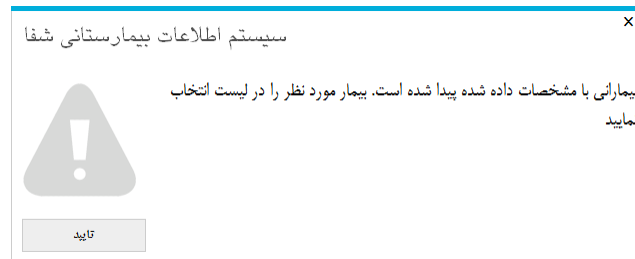 ×
سیستم اطلاعات بیمارستانی شفا
بیمارانی با مشخصات داده شده پیدا شده است. بیمار مورد نظر را در لیست انتخاب
نمایید
تایید